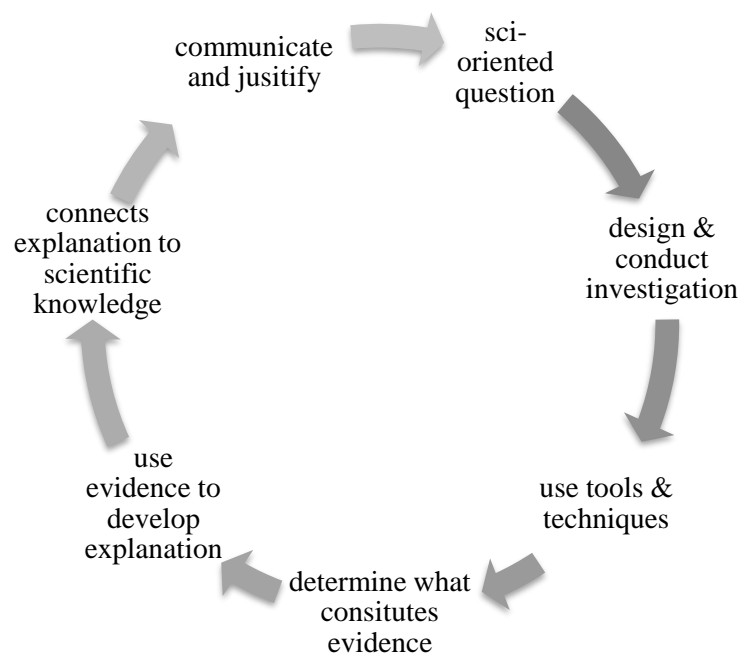 sci-
oriented
question
design &
conduct
investigation
use tools &
techniques
determine what
consitutes
evidence
use
evidence to
develop
explanation
connects
explanation to
scientific
knowledge
communicate
and jusitify